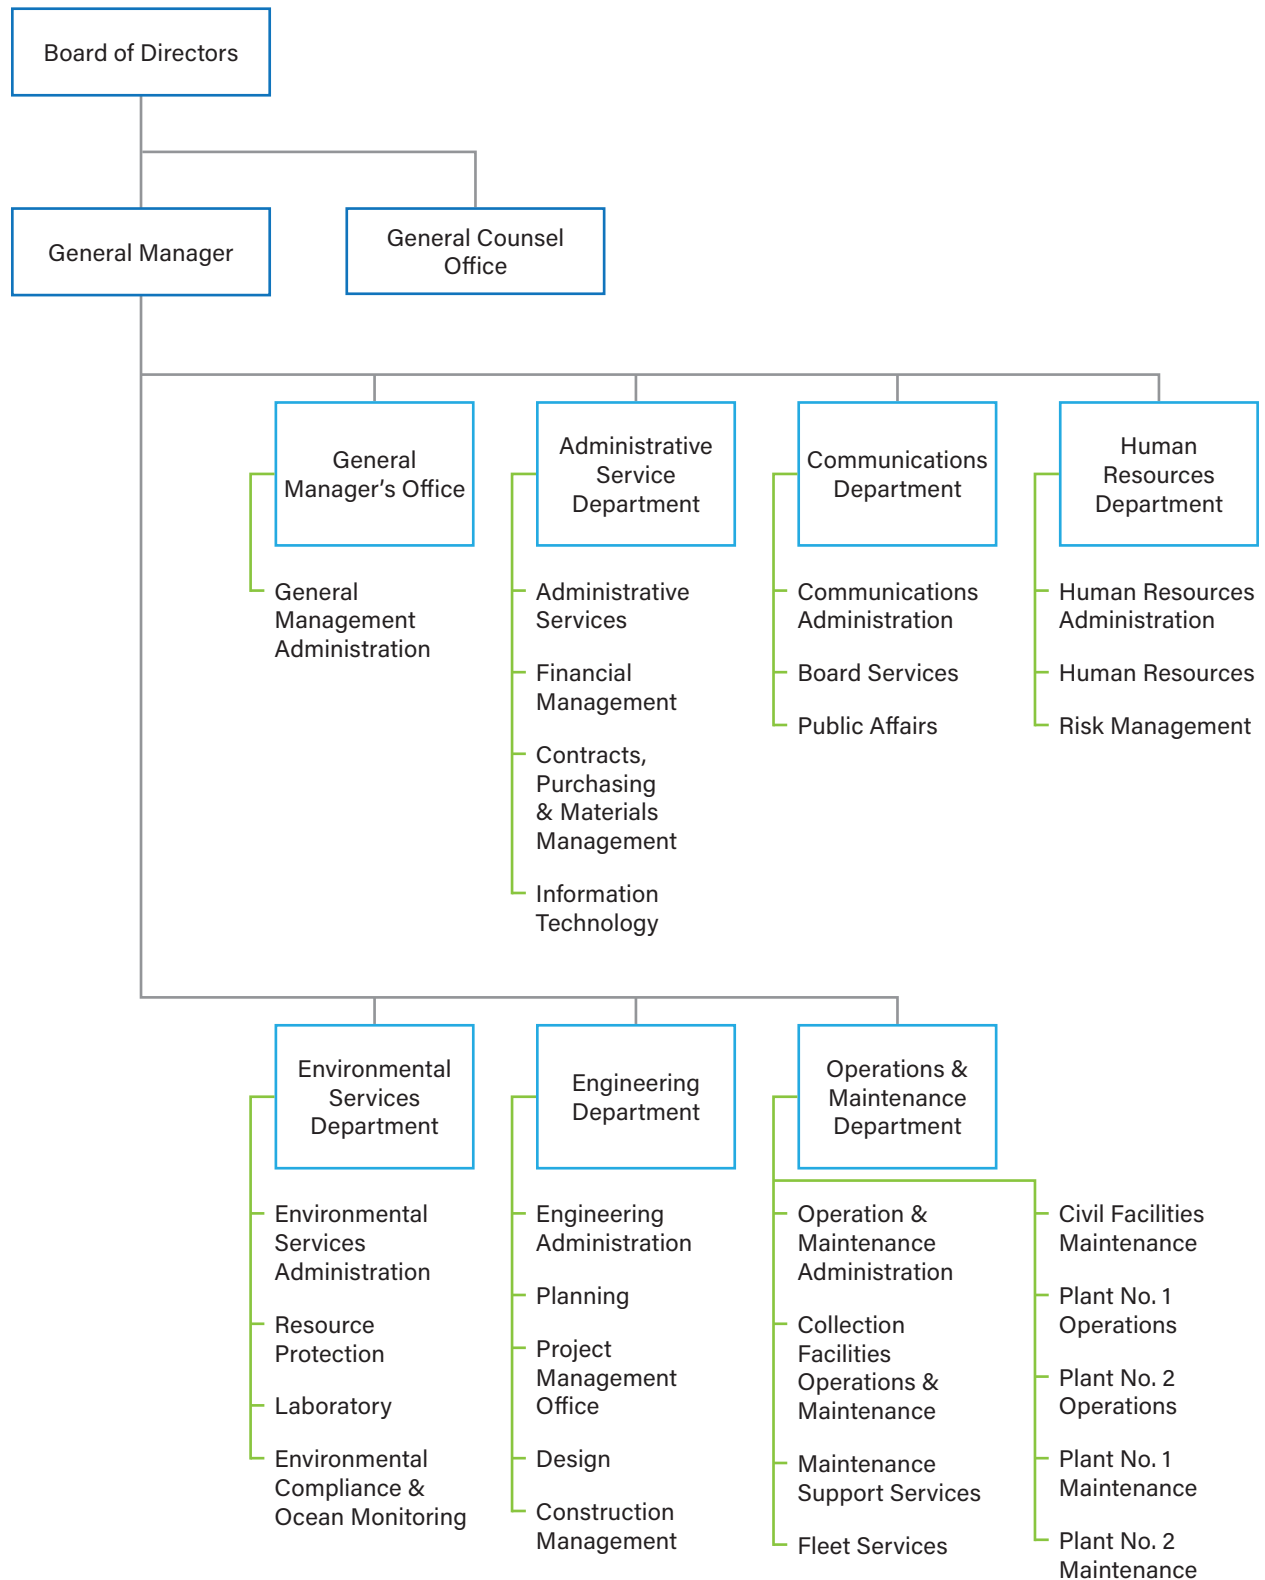 Board of Directors
General Manager
General Counsel
Office
General
Manager’s Office
Administrative
Service
Department
Communications
Department
Human
Resources
Department
General
Management
Administration
Administrative
Services
Financial
Management
Contracts,
Purchasing
& Materials
Management
Information
Technology
Communications
Administration
Board Services
Public Affairs
Human Resources
Administration
Human Resources
Risk Management
Environmental
Services
Department
Engineering
Department
Operations &
Maintenance
Department
Environmental
Services
Administration
Resource
Protection
Laboratory
Environmental
Compliance &
Ocean Monitoring
Engineering
Administration
Planning
Project
Management
Office
Design
Construction
Management
Operation &
Maintenance
Administration
Collection
Facilities
Operations &
Maintenance
Maintenance
Support Services
Fleet Services
Civil Facilities
Maintenance
Plant No. 1
Operations
Plant No. 2
Operations
Plant No. 1
Maintenance
Plant No. 2
Maintenance